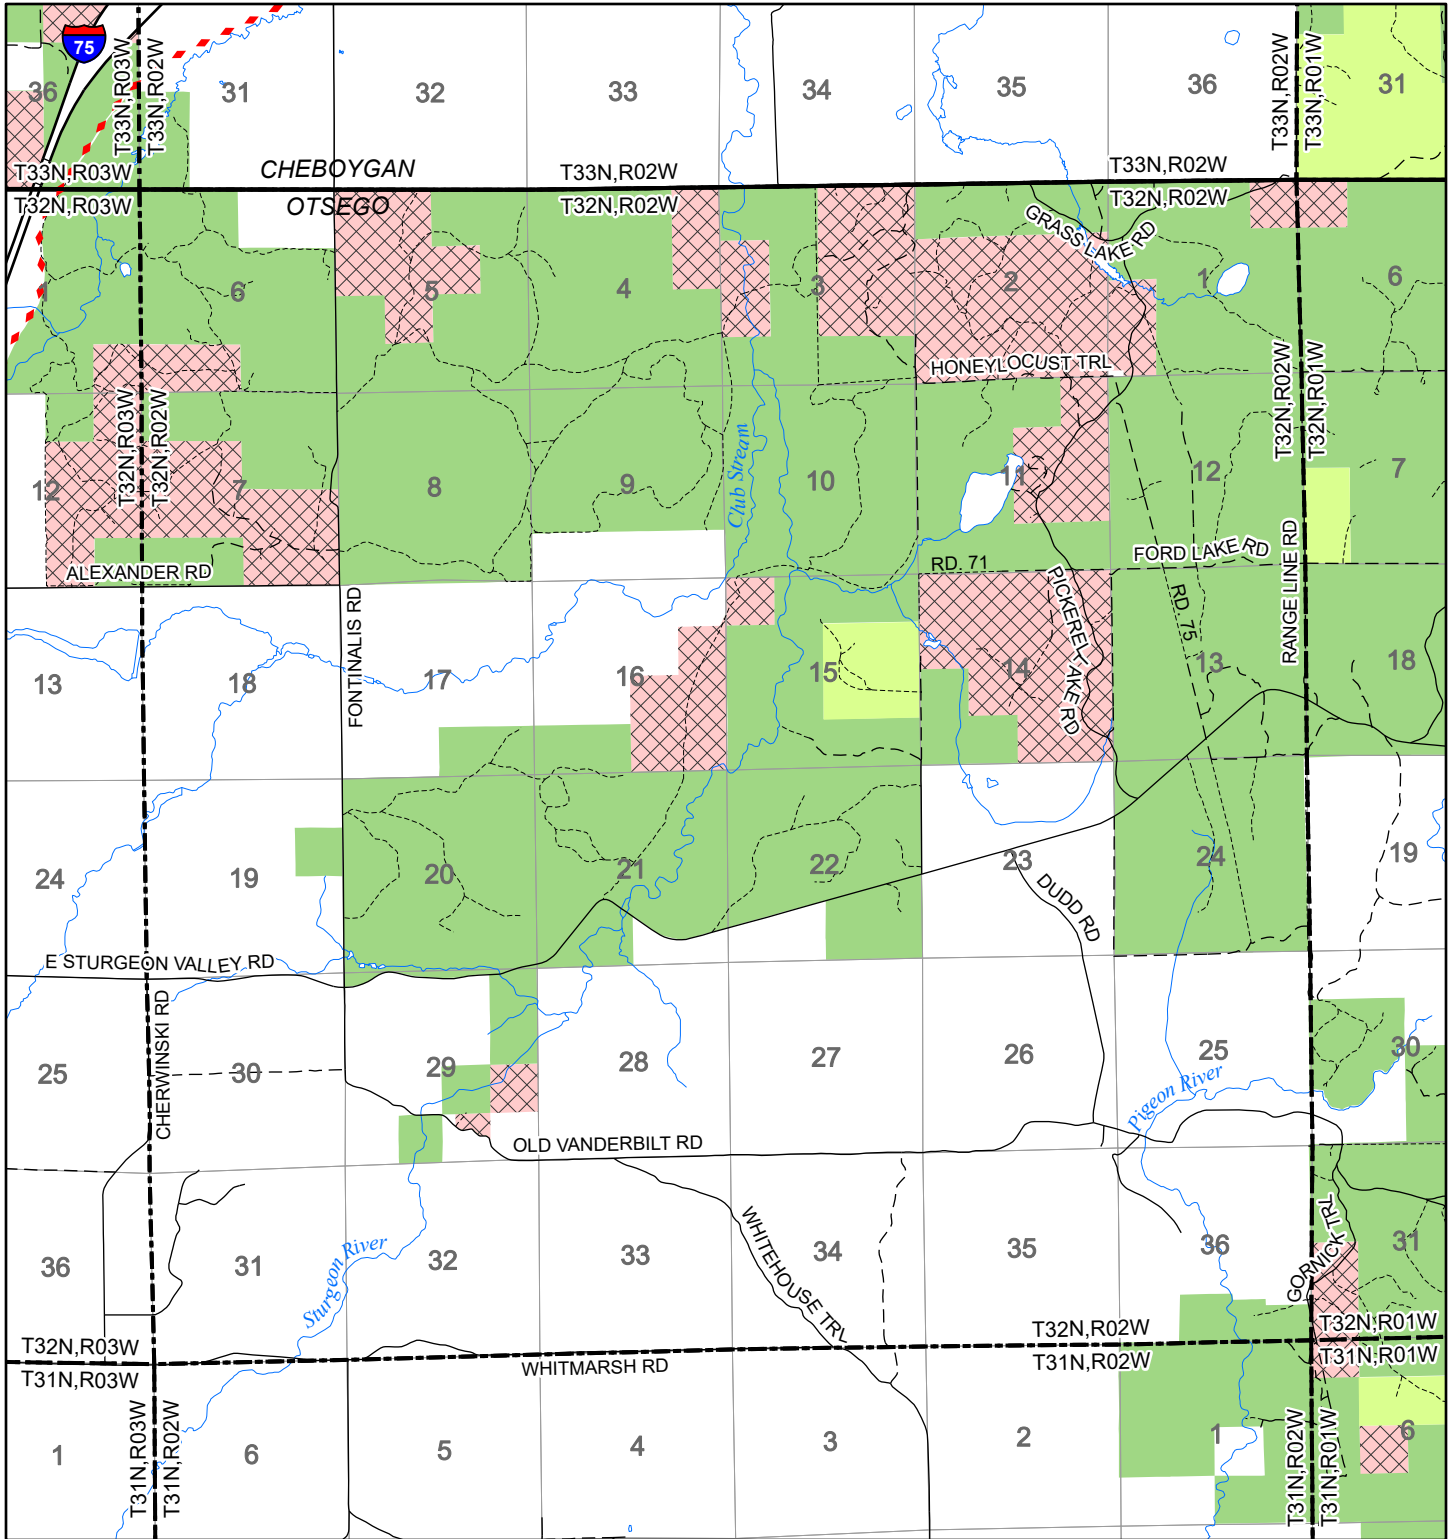 75
36
31
32
33
34
35
36
31
T33N,R03W
T33N,R02W
T33N,R02W
T33N,R01W
T33N,R03W
CHEBOYGAN
T33N,R02W
T33N,R02W
T32N,R03W
OTSEGO
T32N,R02W
T32N,R02W
GRASS LAKE RD
1
6
5
4
3
2
1
6
HONEYLOCUST TRL
T32N,R03W
T32N,R02W
T32N,R02W
T32N,R01W
Club Stream
12
7
8
9
10
11
12
7
ALEXANDER RD
RD. 71
FORD LAKE RD
FONTINALIS RD
PICKEREL LAKE RD
RD. 75
RANGE LINE RD
13
18
17
16
15
14
13
18
24
19
20
21
22
23
24
19
DUDD RD
E STURGEON VALLEY RD
CHERWINSKI RD
25
30
29
28
27
26
25
30
Pigeon River
OLD VANDERBILT RD
36
31
32
33
34
35
36
31
Sturgeon River
WHITEHOUSE TRL
GORNICK TRL
T32N,R03W
T32N,R02W
T32N,R01W
T31N,R03W
WHITMARSH RD
T31N,R02W
T31N,R01W
1
6
5
4
3
2
1
6
T31N,R03W
T31N,R02W
T31N,R02W
T31N,R01W